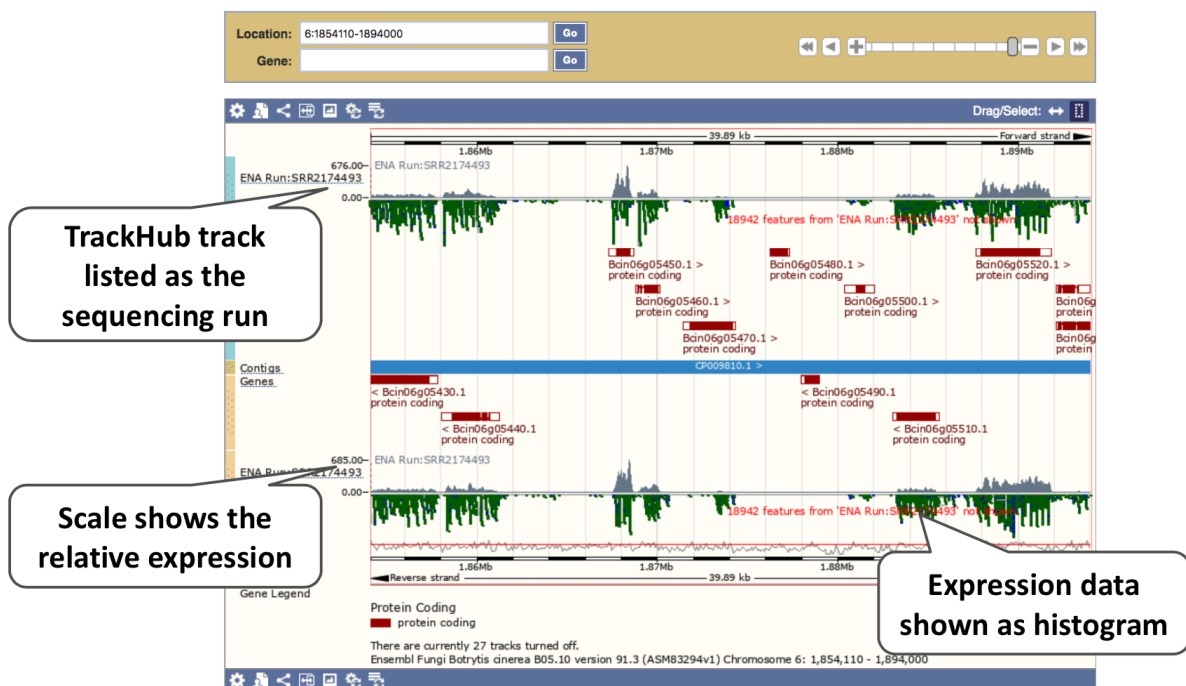 Location: 6:1854110-1894000 Go
Gene: Go
Drag/Select:
39.89 kb Forward strand
1.86Mb 1.87Mb 1.88Mb 1.89Mb
676.00 ENA Run:SRR2174493
ENA Run:SRR2174493
0.00
18942 features from 'ENA Run:SRR2174493' not shown
TrackHub track
listed as the
sequencing run
Bcin06g05450.1 > Bcin06g05480.1 > Bcin06g05520.1 >
protein coding protein coding protein coding
Bcin06g05460.1 > Bcin06g05500.1 > Bcin06g
protein coding protein coding protein
Bcin06g05470.1 > Bcin06g
protein coding protein
Contigs CP009810.1 >
Genes
< Bcin06g05430.1 < Bcin06g05490.1
protein coding protein coding
< Bcin06g05440.1 < Bcin06g05510.1
protein coding protein coding
685.00 ENA Run:SRR2174493
ENA Run:SRR2174493
0.00
18942 features from 'ENA Run:SRR2174493' not shown
Scale shows the
relative expression
1.86Mb 1.87Mb 1.88Mb
Reverse strand 39.89 kb
Expression data
shown as histogram
Gene Legend
Protein Coding
protein coding
There are currently 27 tracks turned off.
Ensembl Fungi Botrytis cinerea B05.10 version 91.3 (ASM83294v1) Chromosome 6: 1,854,110 - 1,894,000